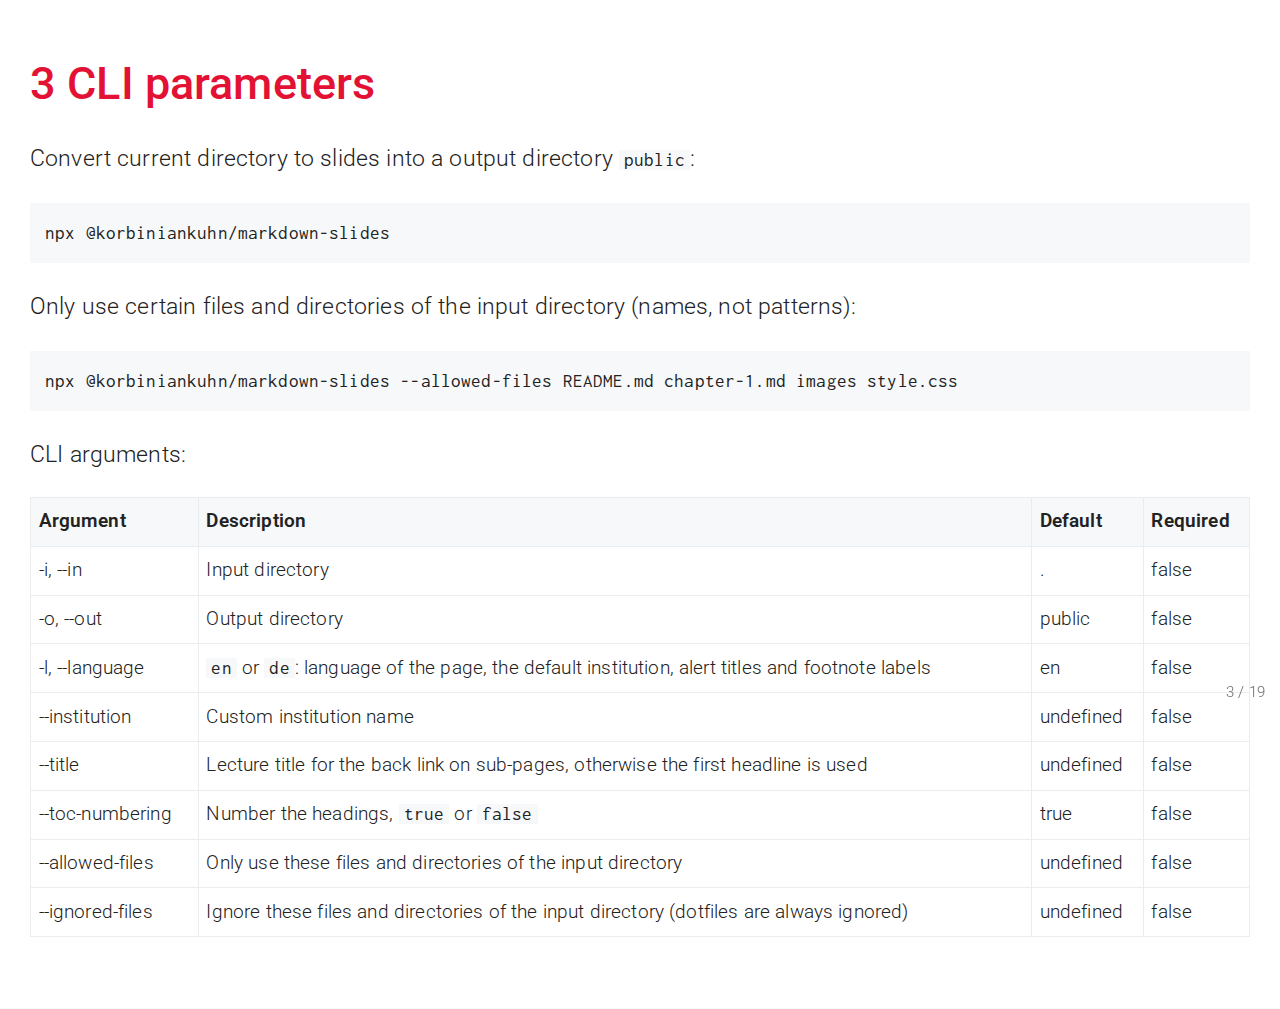 3 CLI parameters
Convert current directory to slides into a output directory public:
npx @korbiniankuhn/markdown-slides
Only use certain files and directories of the input directory (names, not patterns):
npx @korbiniankuhn/markdown-slides --allowed-files README.md chapter-1.md images style.css
CLI arguments:
Argument Description Default Required
-i, --in Input directory . false
-o, --out Output directory public false
-l, --language en or de: language of the page, the default institution, alert titles and footnote labels en false
3 / 19
--institution Custom institution name undefined false
--title Lecture title for the back link on sub-pages, otherwise the first headline is used undefined false
--toc-numbering Number the headings, true or false true false
--allowed-files Only use these files and directories of the input directory undefined false
--ignored-files Ignore these files and directories of the input directory (dotfiles are always ignored) undefined false